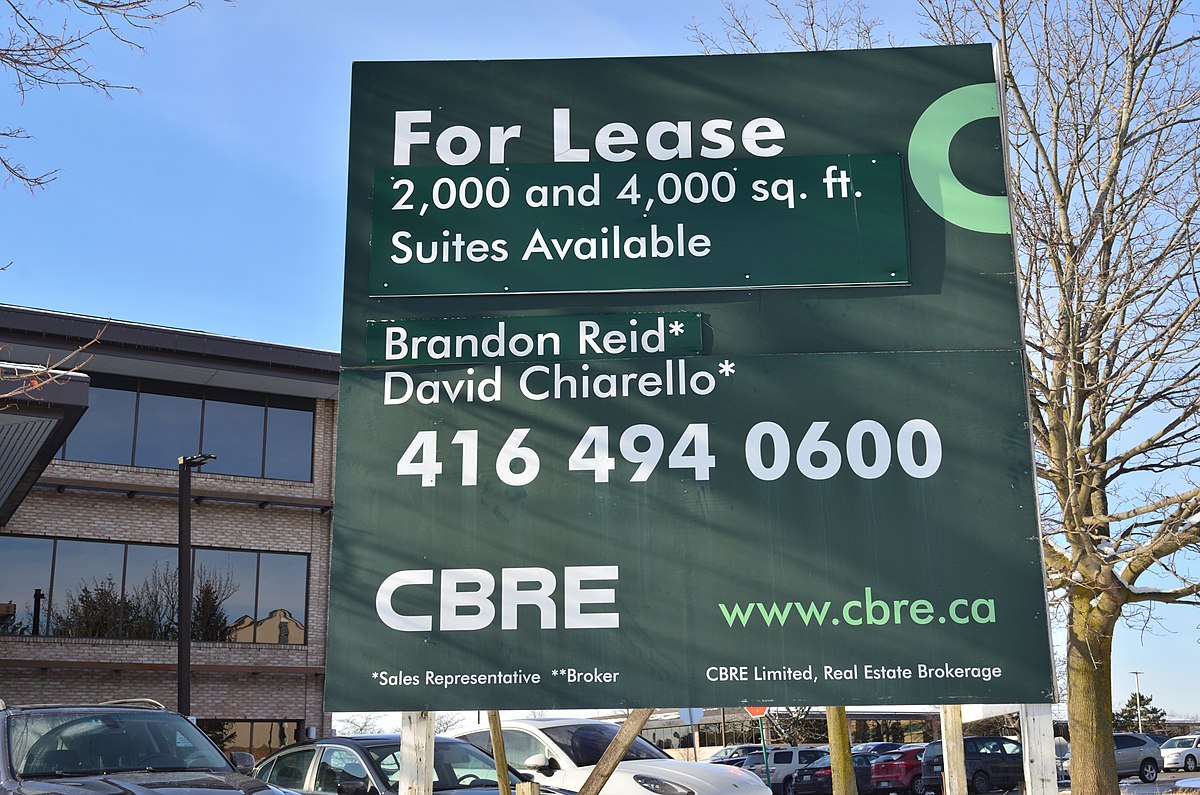 For Lease
2,000 and 4,000 sq. ft.
Suites Available
Brandon Reid*
David Chiarello*
416 494 0600
CBRE
www.cbre.ca
*Sales Representative **Broker
CBRE Limited, Real Estate Brokerage